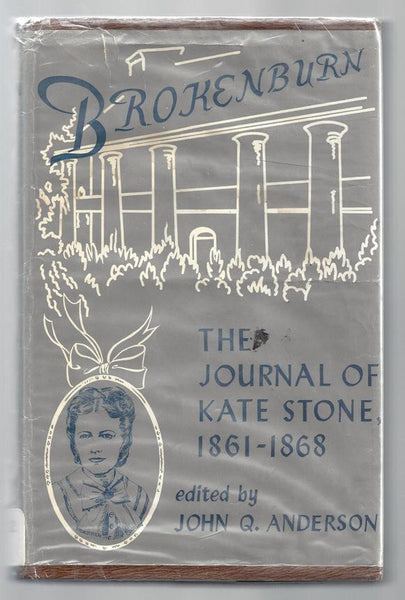 BROKENBURN
THE
JOURNAL OF
KATE STONE,
1861-1868
edited by
JOHN Q. ANDERSON